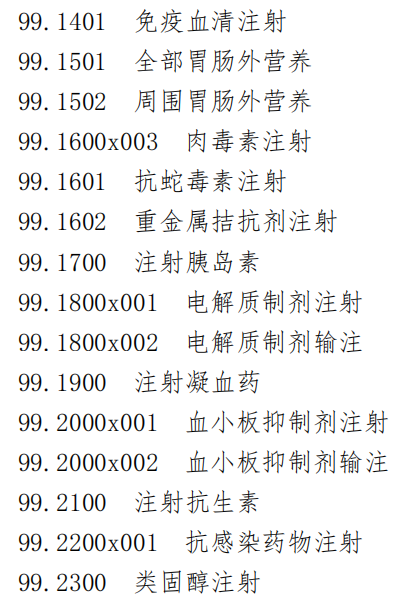 99.1401 免疫血清注射
99.1501 全部胃肠外营养
99.1502 周围胃肠外营养
99.1600x003 肉毒素注射
99.1601 抗蛇毒素注射
99.1602 重金属拮抗剂注射
99.1700 注射胰岛素
99.1800x001 电解质制剂注射
99.1800x002 电解质制剂输注
99.1900 注射凝血药
99.2000x001 血小板抑制剂注射
99.2000x002 血小板抑制剂输注
99.2100 注射抗生素
99.2200x001 抗感染药物注射
99.2300 类固醇注射